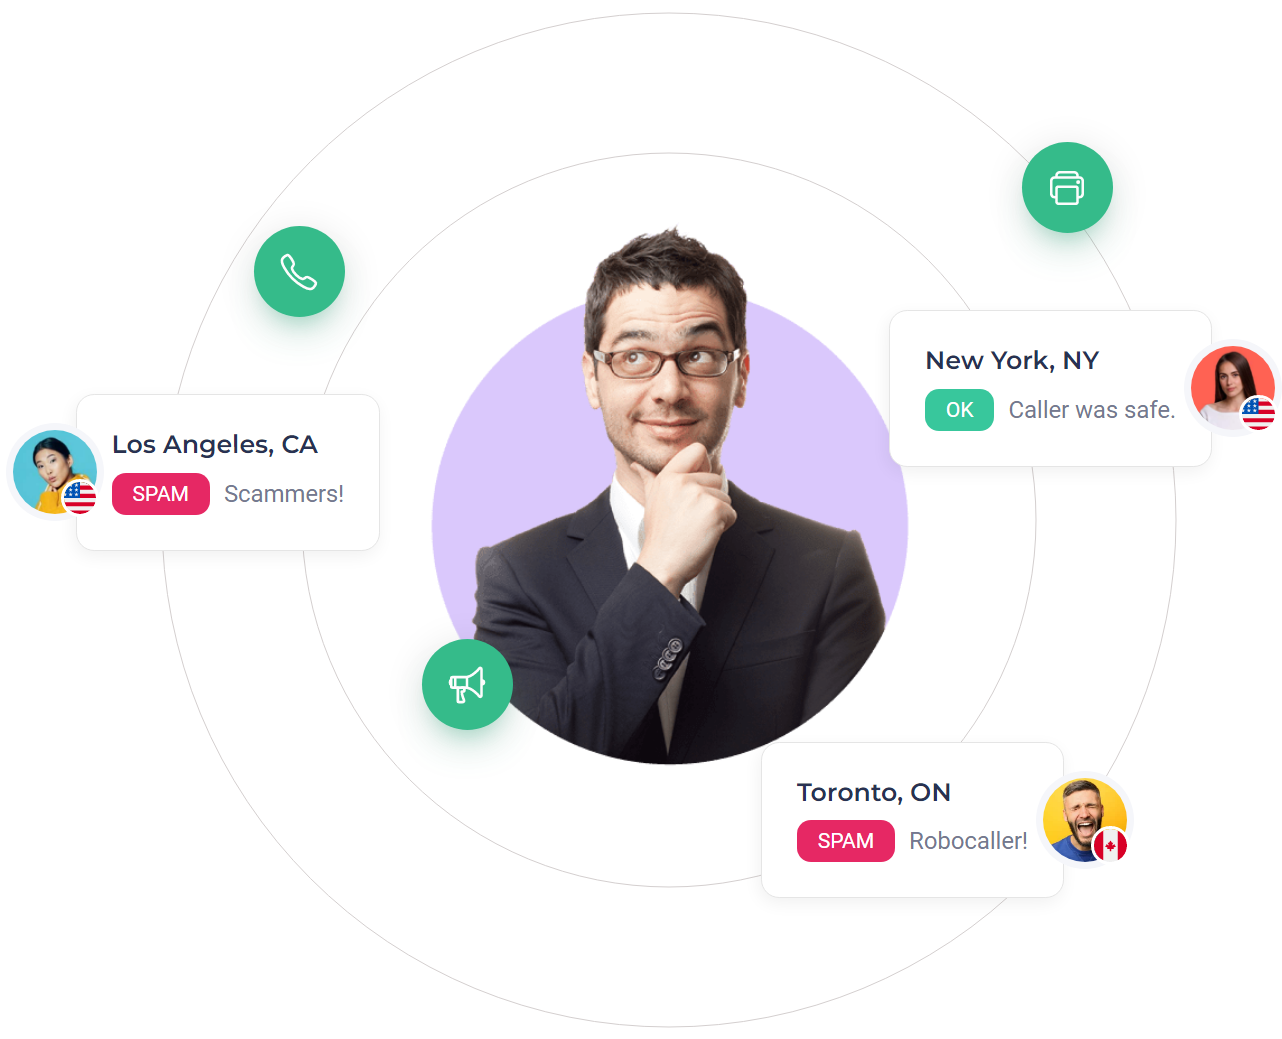 New York, NY
OK Caller was safe.
Los Angeles, CA
SPAM Scammers!
Toronto, ON
SPAM Robocaller!